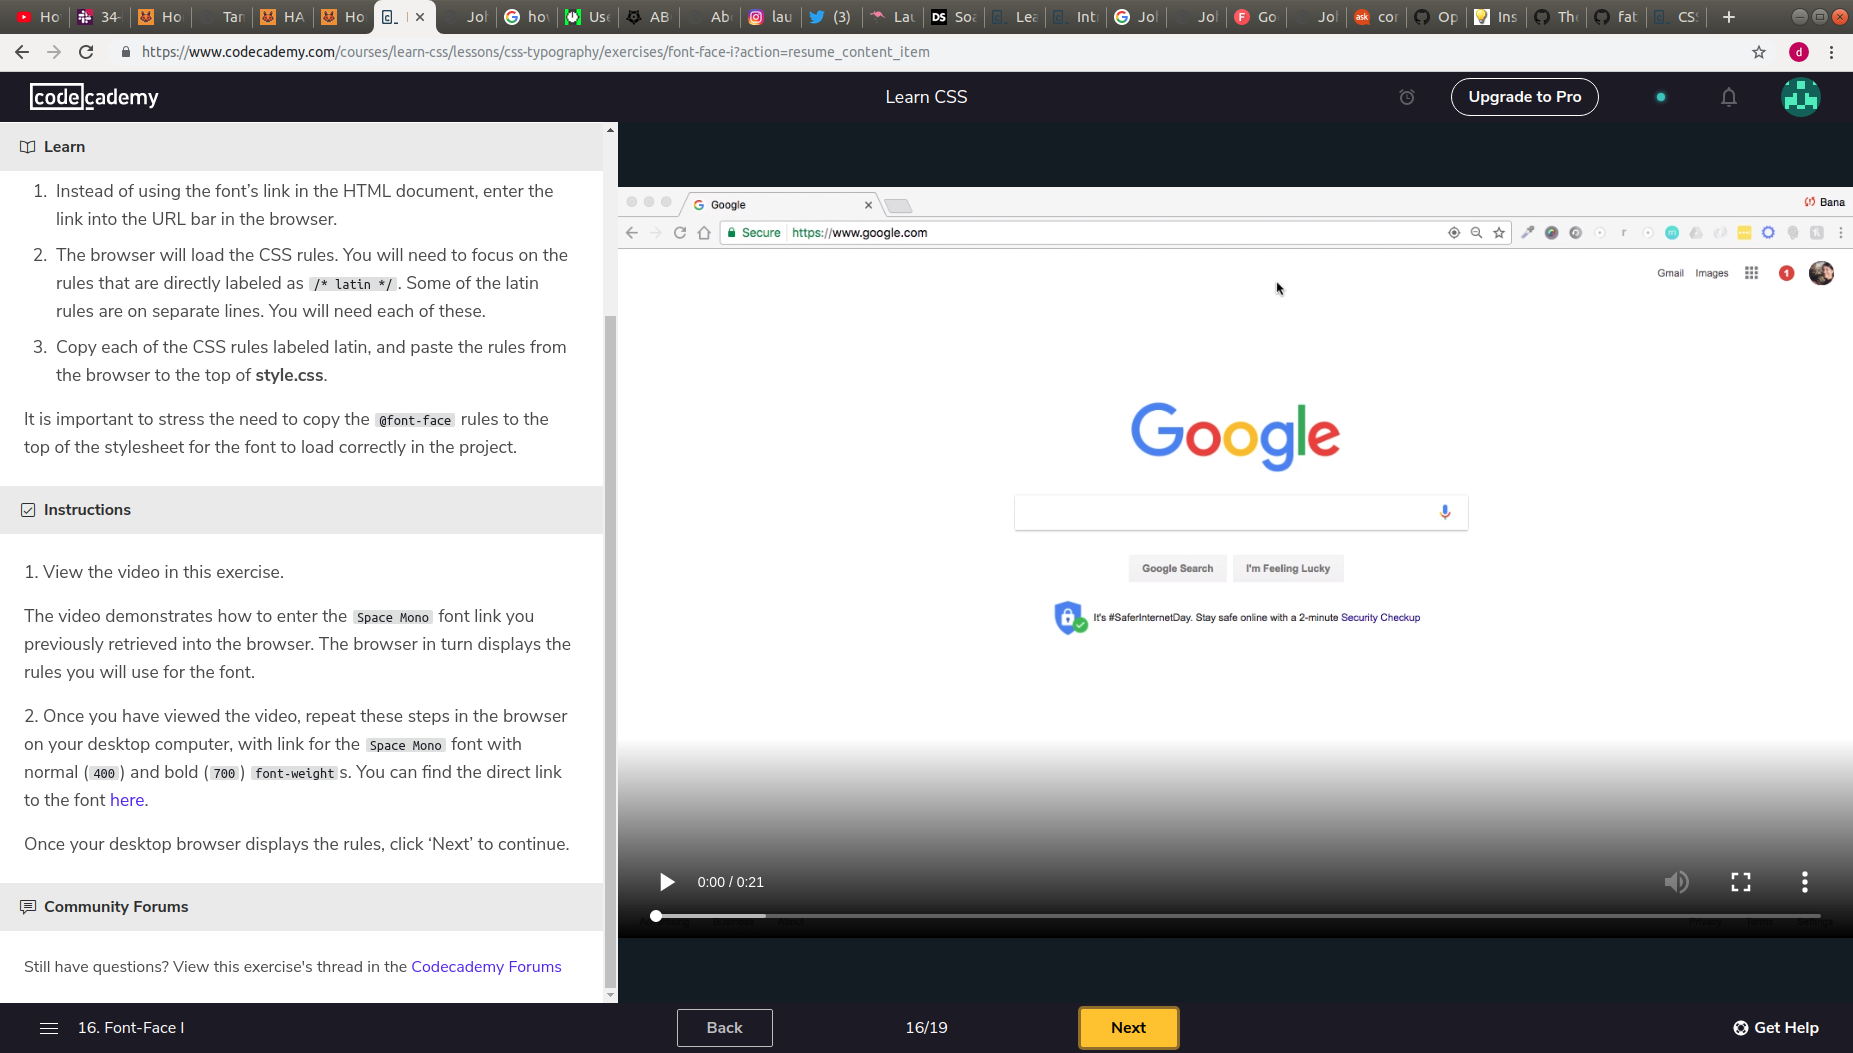 Ho
34-
Ho
Tar
HA
Ho
Jol
hov
Use
AB
Ab
lau
(3)
Lau
DS
Soa
Lea
Int
Jol
Jol
Go
Jol
ask
cor
Op
Ins
The
fat
CSS
https://www.codecademy.com/courses/learn-css/lessons/css-typography/exercises/font-face-i?action=resume_content_item
d
codecademy
Learn CSS
Upgrade to Pro
Learn
1. Instead of using the font’s link in the HTML document, enter the
link into the URL bar in the browser.
2. The browser will load the CSS rules. You will need to focus on the
rules that are directly labeled as /* latin */. Some of the latin
rules are on separate lines. You will need each of these.
3. Copy each of the CSS rules labeled latin, and paste the rules from
the browser to the top of style.css.
It is important to stress the need to copy the @font-face rules to the
top of the stylesheet for the font to load correctly in the project.
Instructions
1. View the video in this exercise.
The video demonstrates how to enter the Space Mono font link you
previously retrieved into the browser. The browser in turn displays the
rules you will use for the font.
2. Once you have viewed the video, repeat these steps in the browser
on your desktop computer, with link for the Space Mono font with
normal (400) and bold (700) font-weights. You can find the direct link
to the font here.
Once your desktop browser displays the rules, click ‘Next’ to continue.
Community Forums
Still have questions? View this exercise's thread in the Codecademy Forums
Google
Bana
Secure
https://www.google.com
Gmail
Images
1
Google
Google Search
I'm Feeling Lucky
It's #SaferInternetDay. Stay safe online with a 2-minute Security Checkup
0:00 / 0:21
About
16. Font-Face I
Back
16/19
Next
Get Help